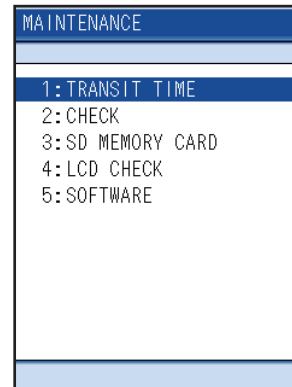 MAINTENANCE
1:TRANSIT TIME
2:CHECK
3:SD MEMORY CARD
4:LCD CHECK
5:SOFTWARE